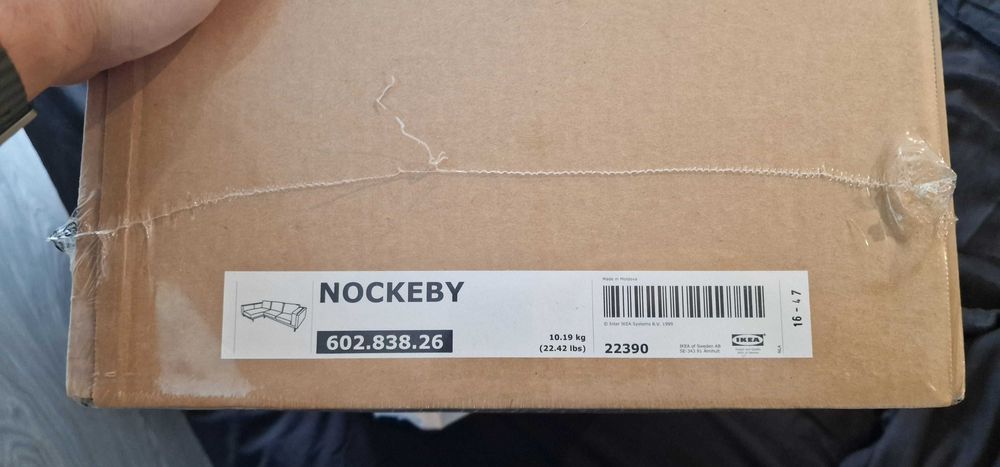 NOCKEBY
602.838.26
10.19 kg
(22.42 lbs)
Made in Moldova
© Inter IKEA Systems B.V. 1999
22390
IKEA of Sweden AB
SE-343 81 Älmhult
IKEA
16-47